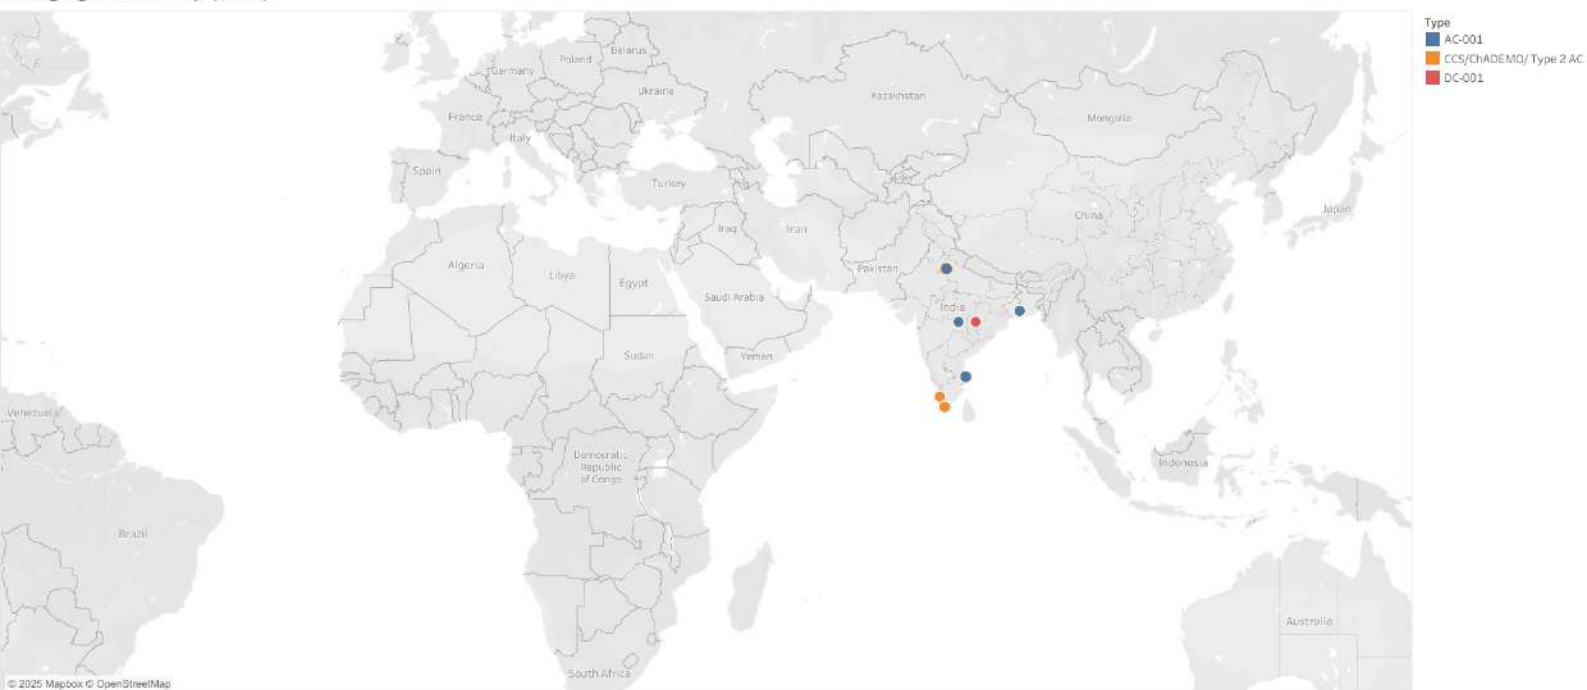 Type
AC-001
CCS/ChADEMO/ Type 2 AC
DC-001
Belarus
Poland
Germany
Ukraine
Kazakhstan
Mongolia
France
Italy
Spain
Turkey
China
Japan
Iraq
Iran
Algeria
Libya
Egypt
Pakistan
Saudi Arabia
India
Sudan
Yemen
Venezuela
Democratic
Republic
of Congo
Indonesia
Brazil
Australia
South Africa
© 2025 Mapbox © OpenStreetMap